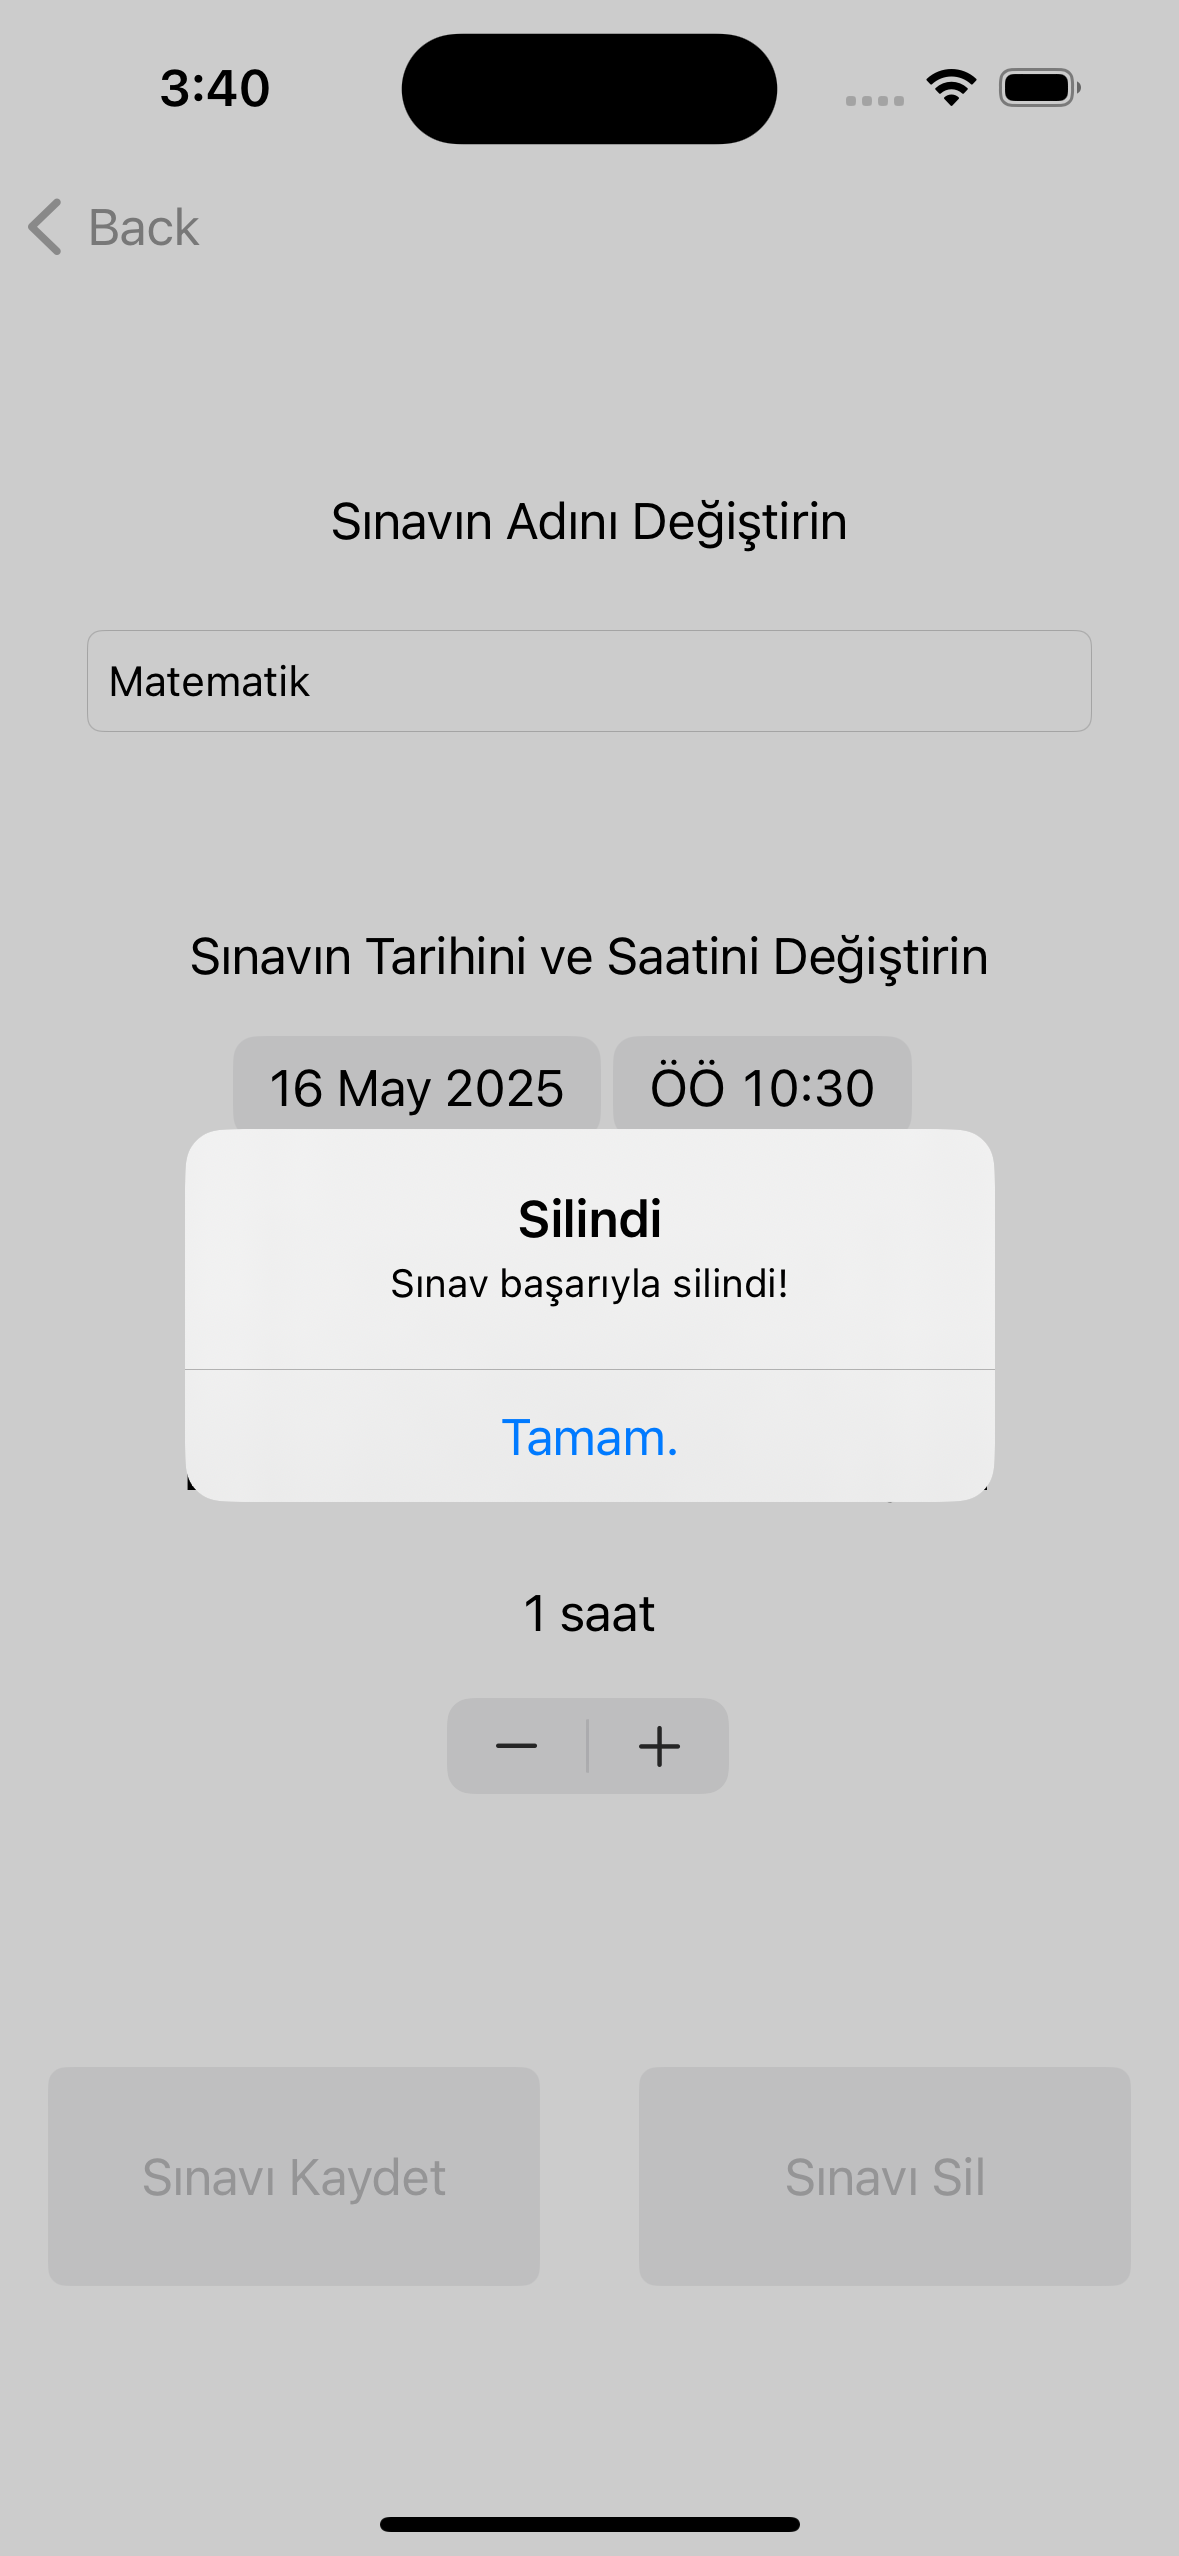 3:40
Back
Sınavın Adını Değiştirin
Matematik
Sınavın Tarihini ve Saatini Değiştirin
16 May 2025 ÖÖ 10:30
Silindi
Sınav başarıyla silindi!
Tamam.
1 saat
Sınavı Kaydet Sınavı Sil